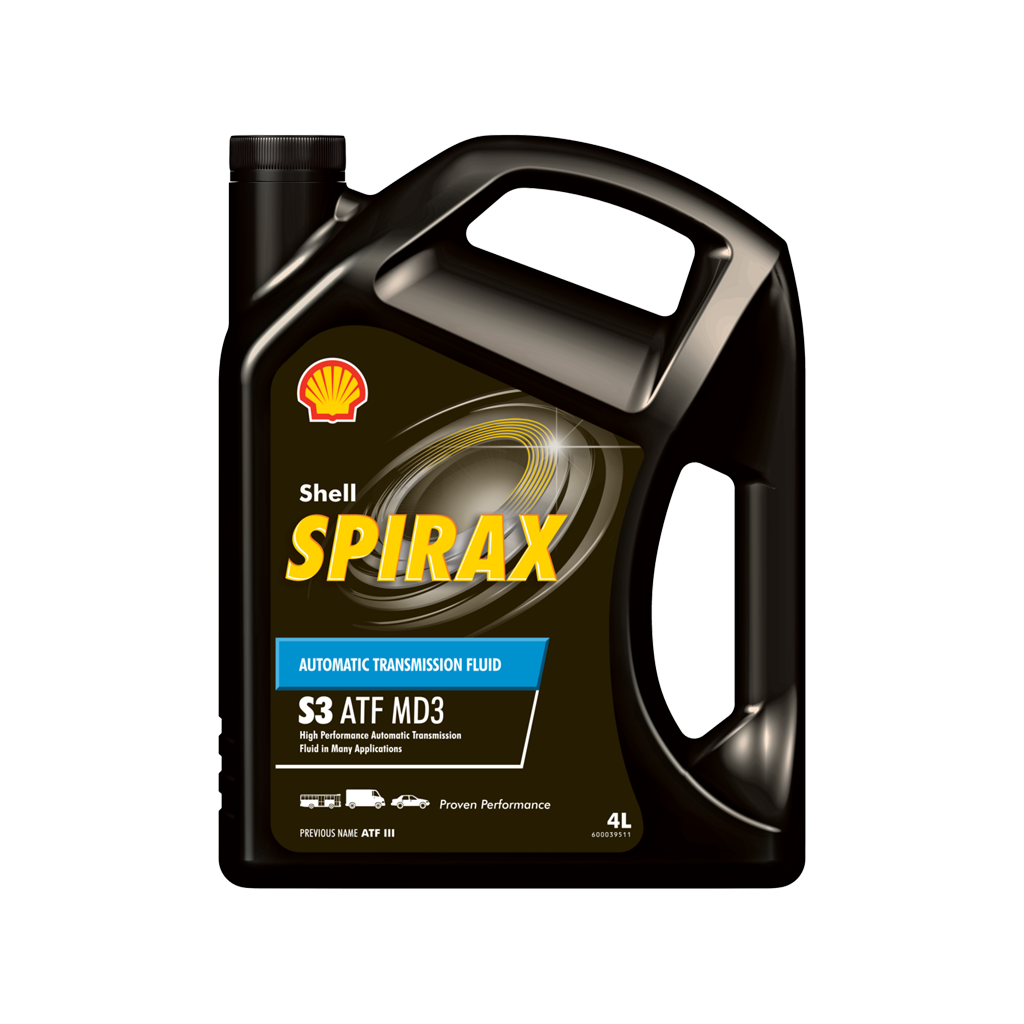 Shell
SPIRAX
AUTOMATIC TRANSMISSION FLUID
S3 ATF MD3
High Performance Automatic Transmission
Fluid in Many Applications
Proven Performance
PREVIOUS NAME ATF III
4L
600039511